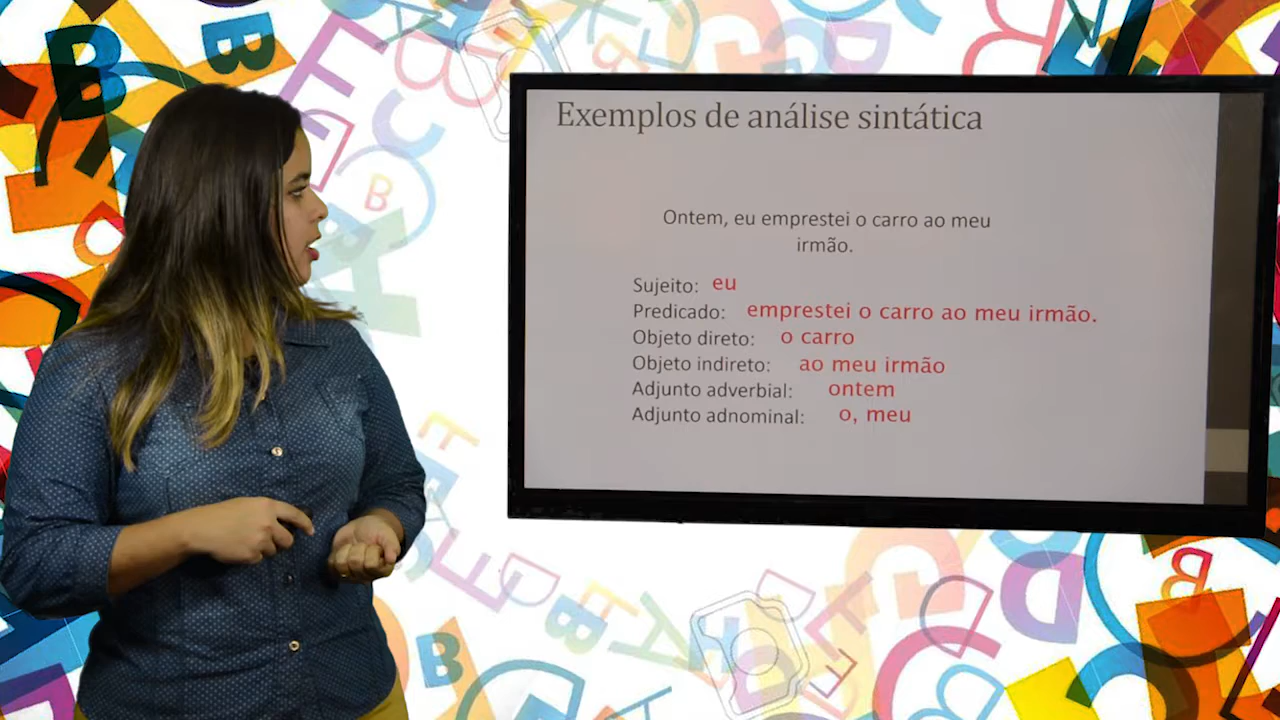 Exemplos de análise sintática
Ontem, eu emprestei o carro ao meu
irmão.
Sujeito: eu
Predicado: emprestei o carro ao meu irmão.
Objeto direto: o carro
Objeto indireto: ao meu irmão
Adjunto adverbial: ontem
Adjunto adnominal: o, meu